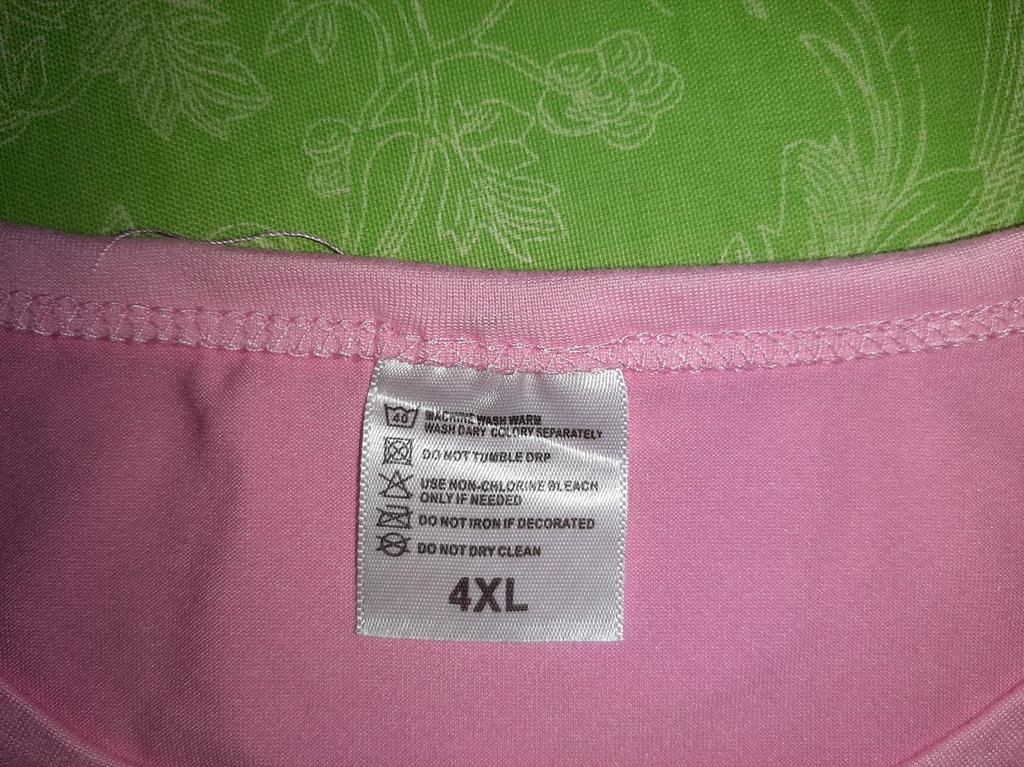 40 MACHINE WASH WARM
WASH DARY COLORY SEPARATELY
DO NOT TUMBLE DRP
USE NON-CHLORINE BLEACH
ONLY IF NEEDED
DO NOT IRON IF DECORATED
DO NOT DRY CLEAN
4XL